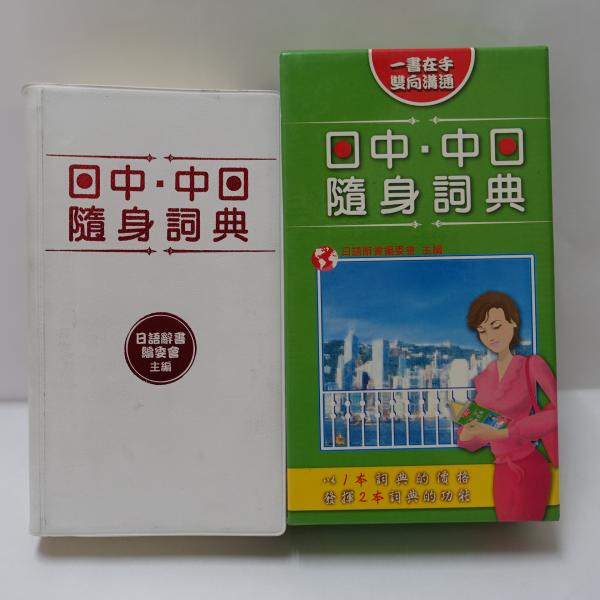 日中·中日
隨身詞典
日語辭書
編委會
主編
一書在手
雙向溝通
日中·中日
隨身詞典
日語辭書編委會 主編
以1本詞典的價格
發揮2本詞典的功能